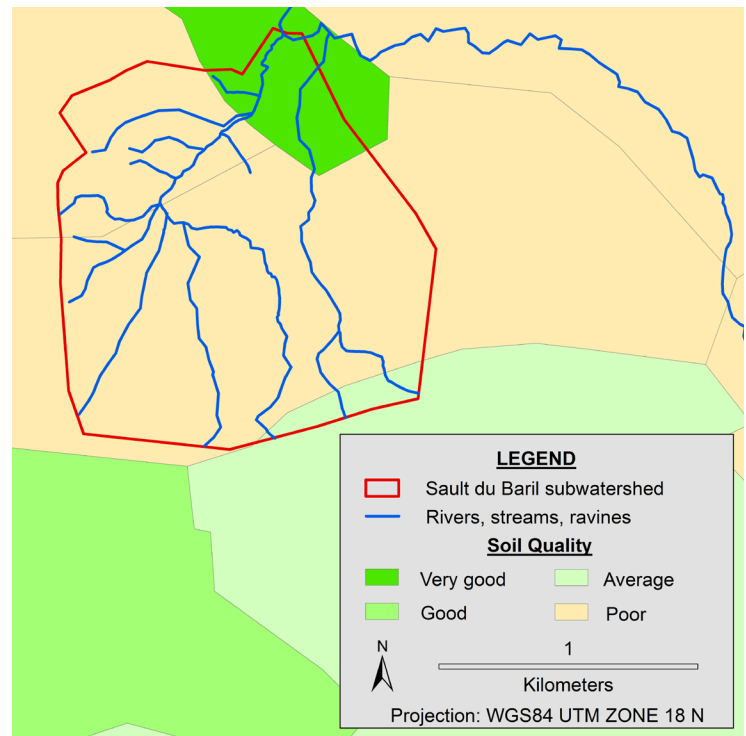 LEGEND
Sault du Baril subwatershed
Rivers, streams, ravines
Soil Quality
Very good
Average
Good
Poor
N
1
Kilometers
Projection: WGS84 UTM ZONE 18 N